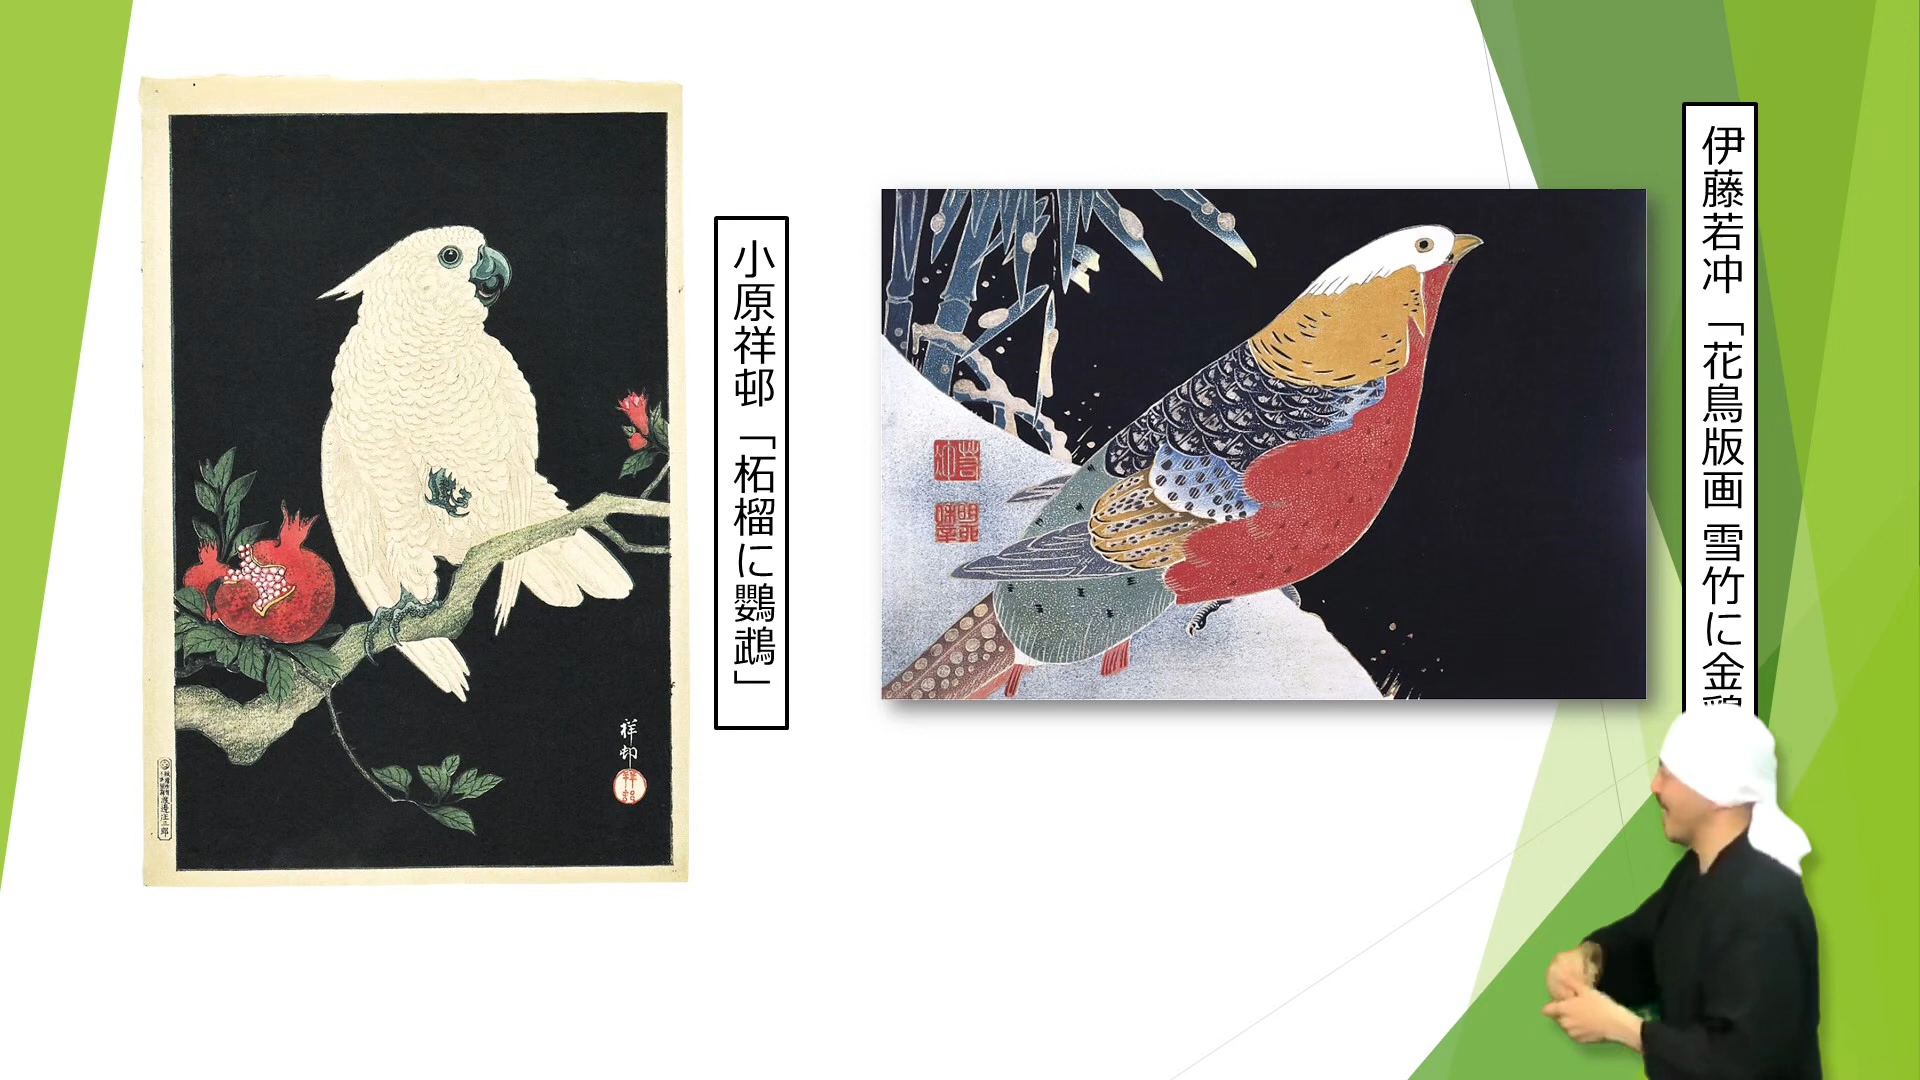 小原祥邨「柘榴に鸚鵡」
伊藤若冲「花鳥版画 雪竹に金鶏
祥邨